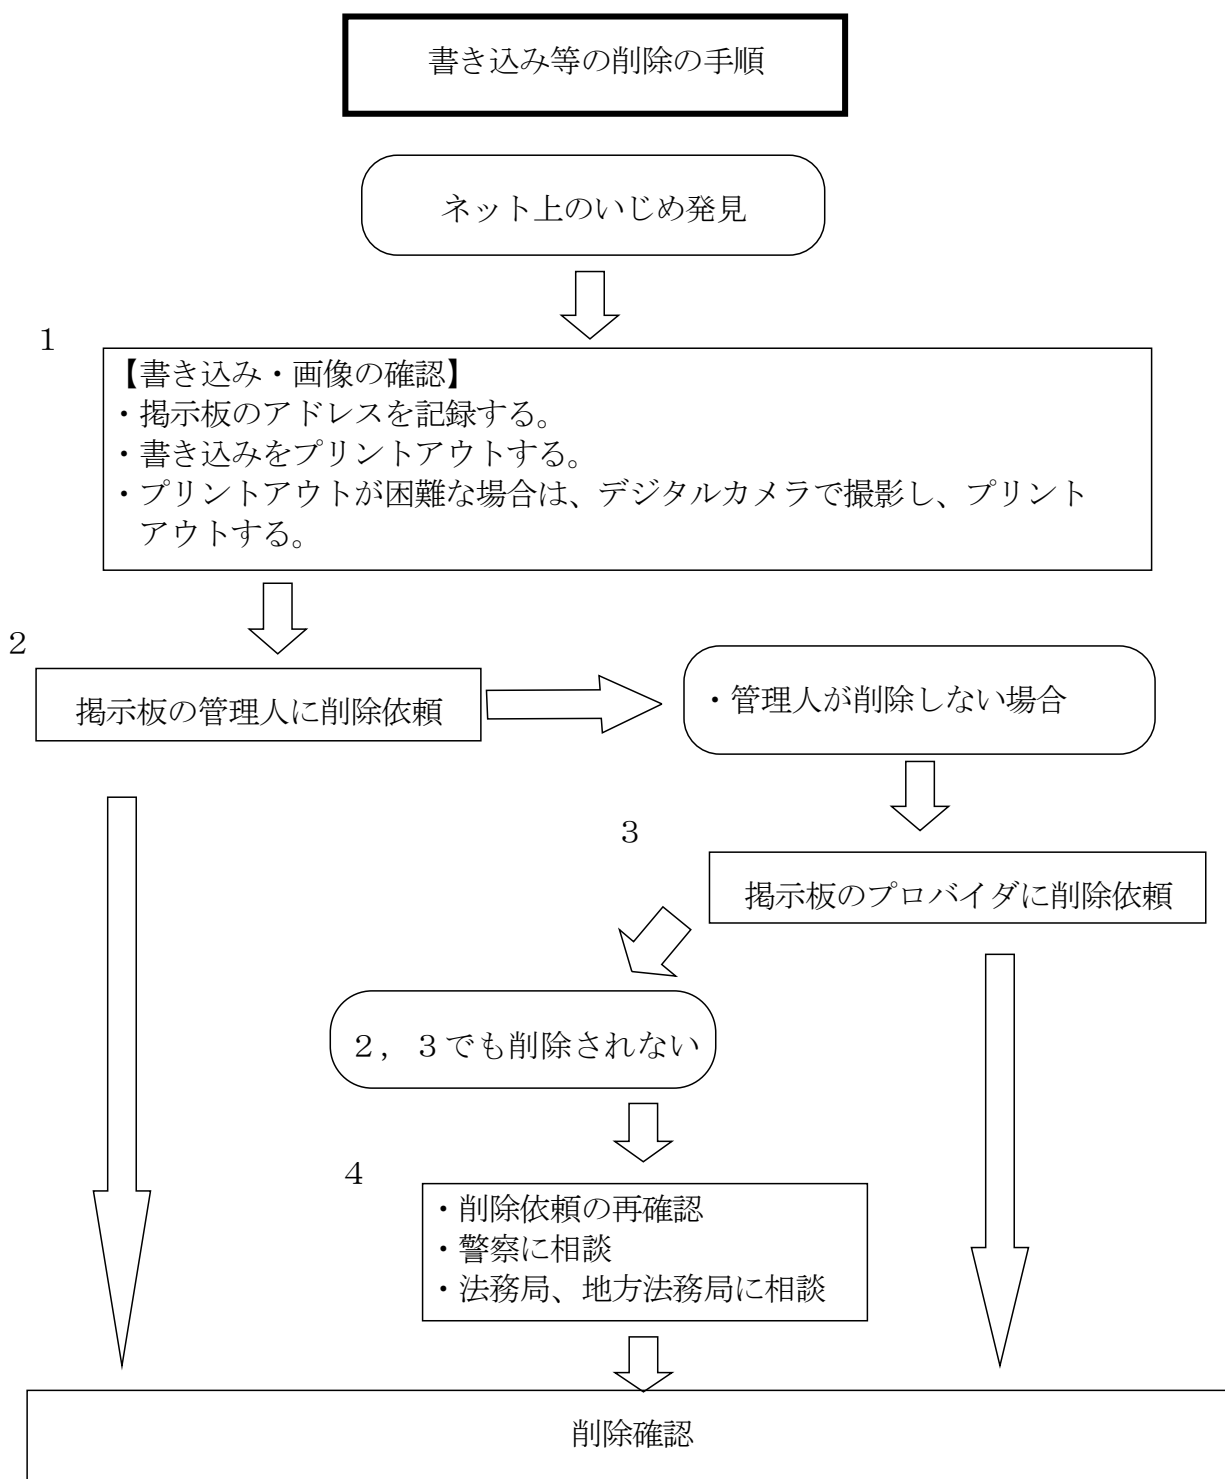 書き込み等の削除の手順
ネット上のいじめ発見
１
【書き込み・画像の確認】
・掲示板のアドレスを記録する。
・書き込みをプリントアウトする。
・プリントアウトが困難な場合は、デジタルカメラで撮影し、プリント
アウトする。
２
掲示板の管理人に削除依頼
・管理人が削除しない場合
３
掲示板のプロバイダに削除依頼
２，３でも削除されない
４
・削除依頼の再確認
・警察に相談
・法務局、地方法務局に相談
削除確認